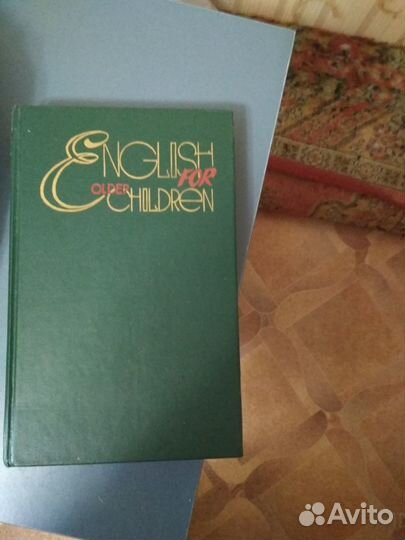 ENGLISH
FOR
OLDER
CHILDREN
Avito